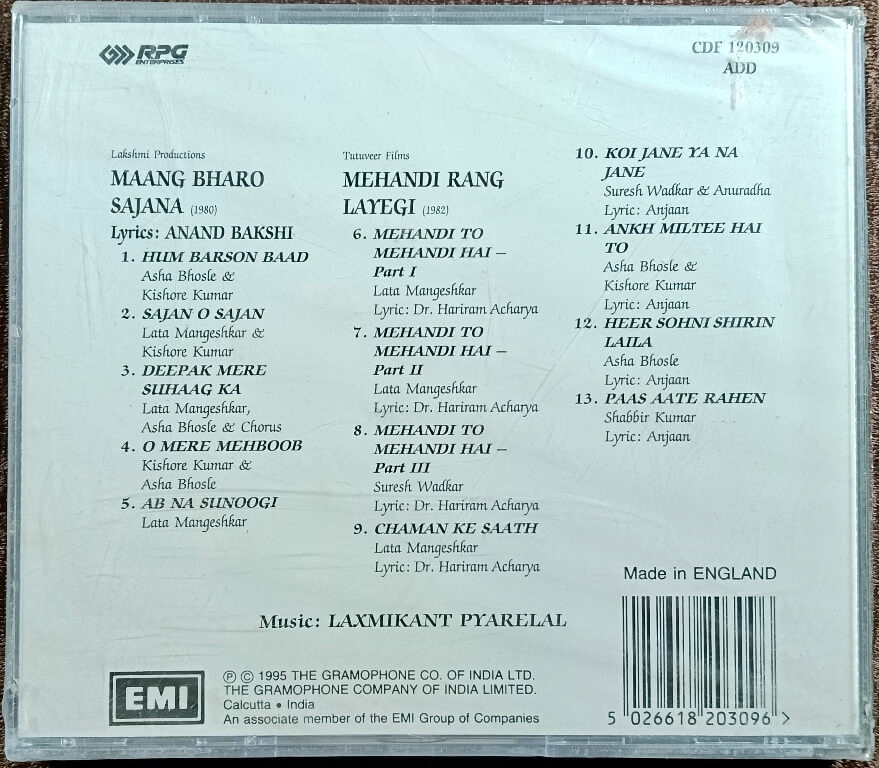 RPG
ENTERPRISES
CDF 120309
ADD
Lakshmi Productions
MAANG BHARO
SAJANA (1980)
Lyrics: ANAND BAKSHI
1. HUM BARSON BAAD
Asha Bhosle &
Kishore Kumar
2. SAJAN O SAJAN
Lata Mangeshkar &
Kishore Kumar
3. DEEPAK MERE
SUHAAG KA
Lata Mangeshkar,
Asha Bhosle & Chorus
4. O MERE MEHBOOB
Kishore Kumar &
Asha Bhosle
5. AB NA SUNOOGI
Lata Mangeshkar
Tutuveer Films
MEHANDI RANG
LAYEGI (1982)
6. MEHANDI TO
MEHANDI HAI –
Part I
Lata Mangeshkar
Lyric: Dr. Hariram Acharya
7. MEHANDI TO
MEHANDI HAI –
Part II
Lata Mangeshkar
Lyric: Dr. Hariram Acharya
8. MEHANDI TO
MEHANDI HAI –
Part III
Suresh Wadkar
Lyric: Dr. Hariram Acharya
9. CHAMAN KE SAATH
Lata Mangeshkar
Lyric: Dr. Hariram Acharya
10. KOI JANE YA NA
JANE
Suresh Wadkar & Anuradha
Lyric: Anjaan
11. ANKH MILTEE HAI
TO
Asha Bhosle &
Kishore Kumar
Lyric: Anjaan
12. HEER SOHNI SHIRIN
LAILA
Asha Bhosle
Lyric: Anjaan
13. PAAS AATE RAHEN
Shabbir Kumar
Lyric: Anjaan
Music: LAXMIKANT PYARELAL
Made in ENGLAND
EMI
℗ © 1995 THE GRAMOPHONE CO. OF INDIA LTD.
THE GRAMOPHONE COMPANY OF INDIA LIMITED.
Calcutta • India
An associate member of the EMI Group of Companies
5 026618 203096 >